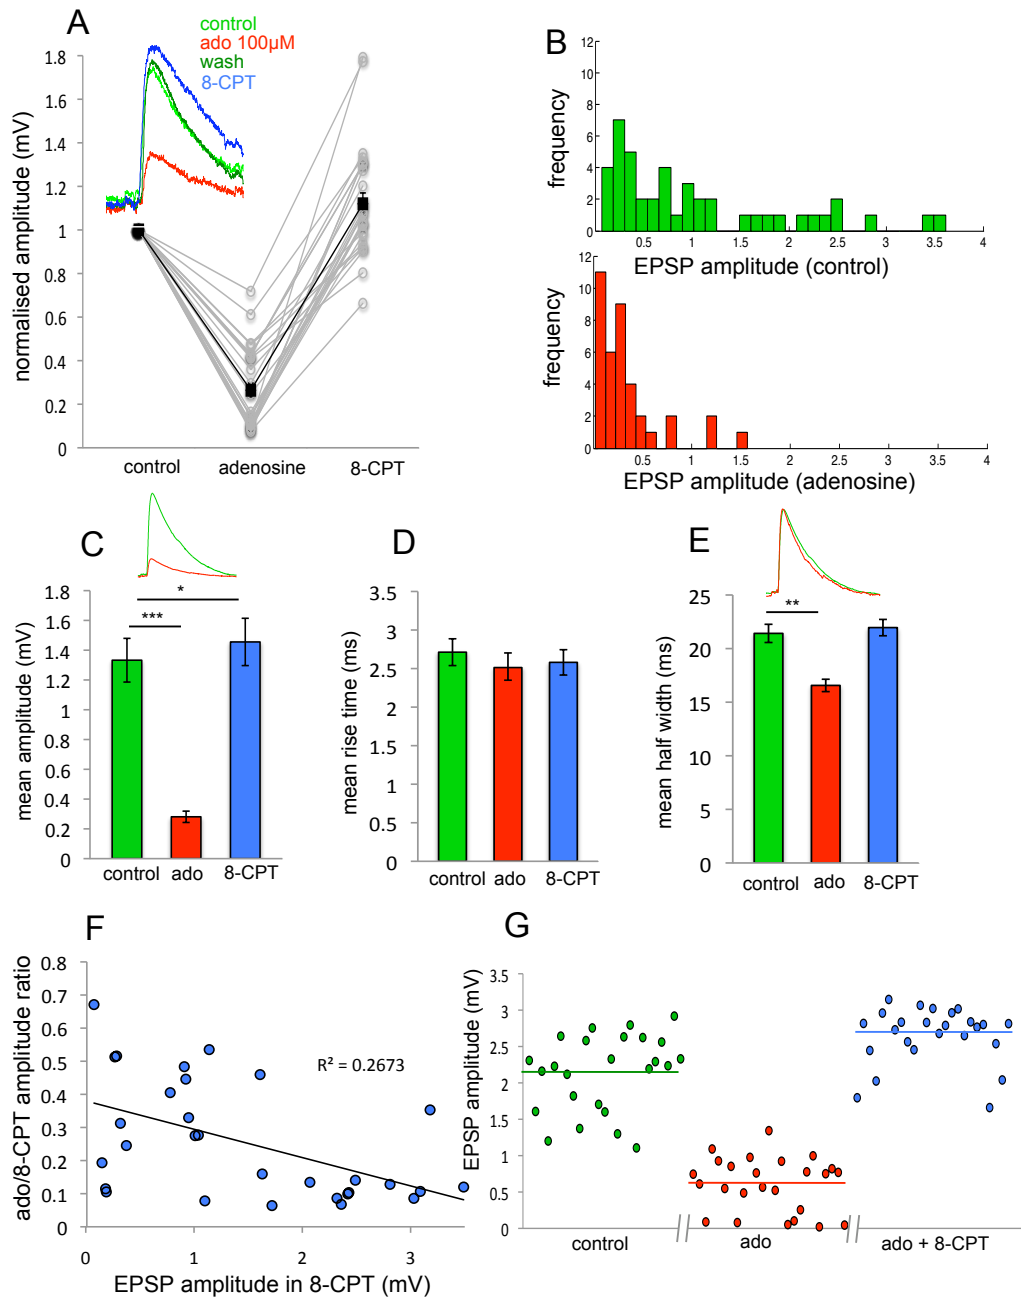 A
control
ado 100µM
wash
8-CPT
normalised amplitude (mV)
1.8
1.6
1.4
1.2
1
0.8
0.6
0.4
0.2
0
control adenosine 8-CPT
B
frequency
12
10
8
6
4
2
0
0.5 1 1.5 2 2.5 3 3.5 4
EPSP amplitude (control)
frequency
12
10
8
6
4
2
0
0.5 1 1.5 2 2.5 3 3.5 4
EPSP amplitude (adenosine)
C
mean amplitude (mV)
1.8
1.6
1.4
1.2
1
0.8
0.6
0.4
0.2
0
*
***
control ado 8-CPT
D
mean rise time (ms)
3.5
3
2.5
2
1.5
1
0.5
0
control ado 8-CPT
E
mean half width (ms)
25
20
15
10
5
0
**
control ado 8-CPT
F
ado/8-CPT amplitude ratio
0.8
0.7
0.6
0.5
0.4
0.3
0.2
0.1
0
R² = 0.2673
0 1 2 3
EPSP amplitude in 8-CPT (mV)
G
EPSP amplitude (mV)
3.5
3
2.5
2
1.5
1
0.5
0
control ado ado + 8-CPT